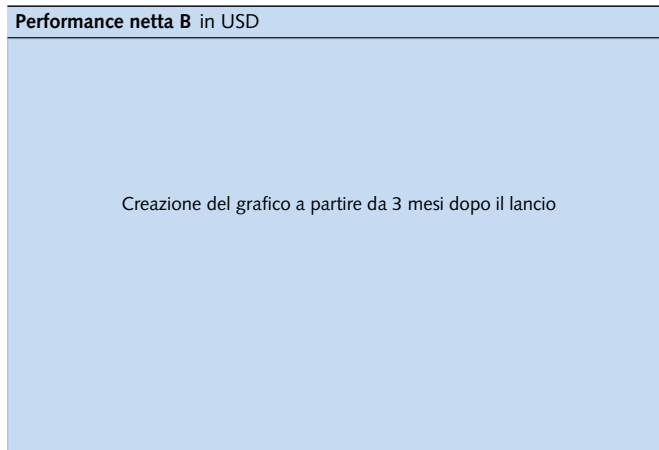 Performance netta B in USD
Creazione del grafico a partire da 3 mesi dopo il lancio